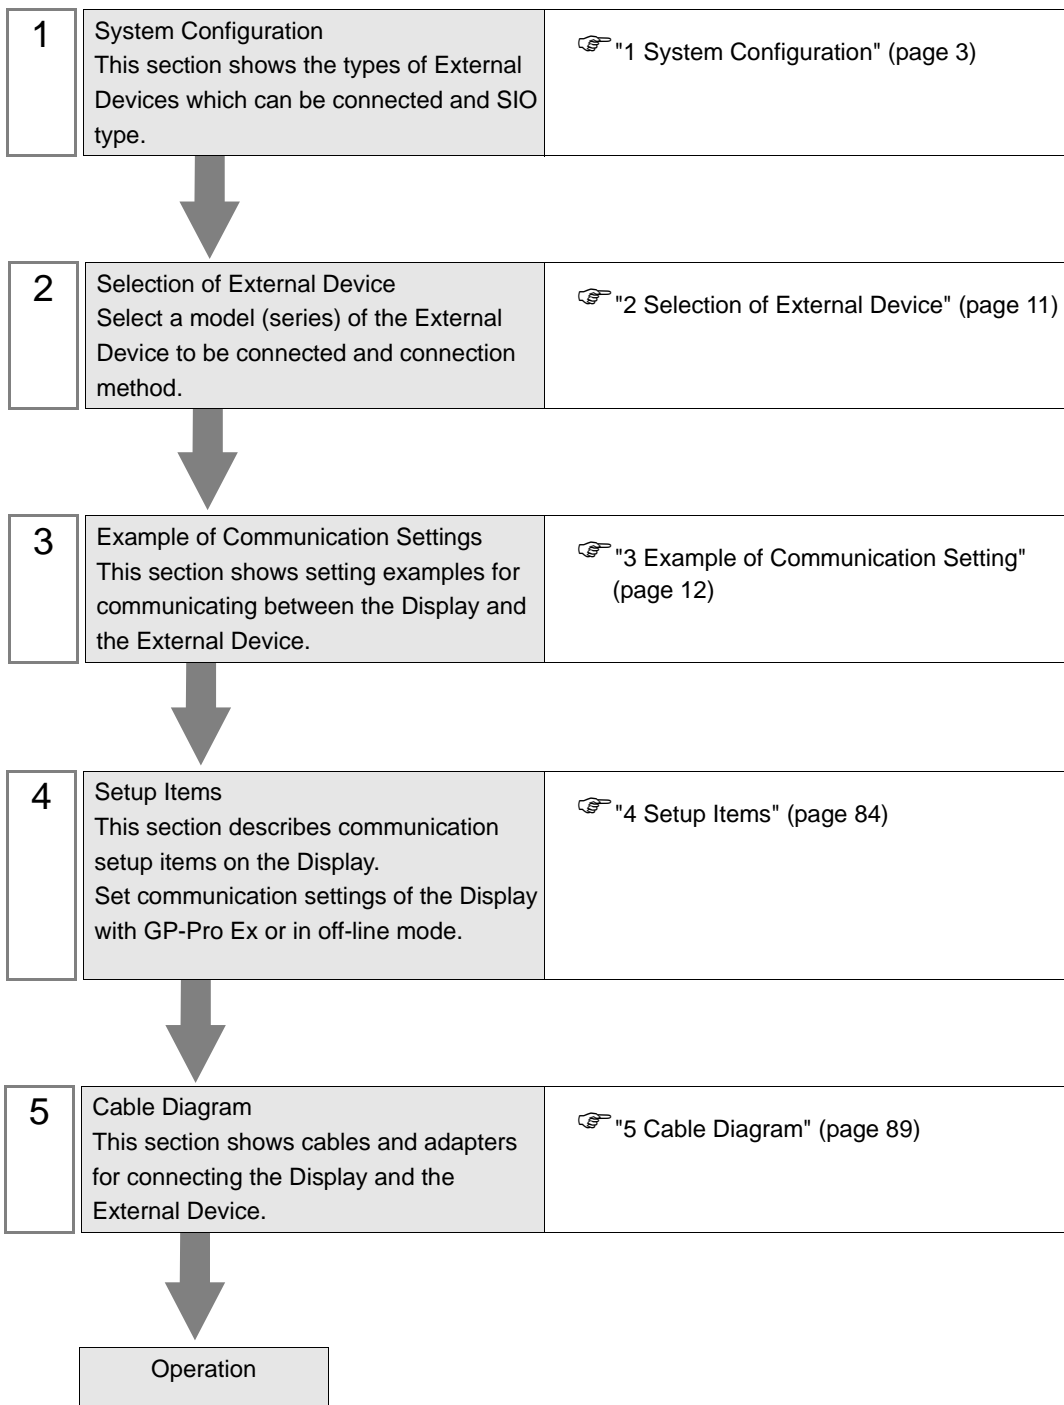 1
System Configuration
This section shows the types of External
Devices which can be connected and SIO
type.
"1 System Configuration" (page 3)
2
Selection of External Device
Select a model (series) of the External
Device to be connected and connection
method.
"2 Selection of External Device" (page 11)
3
Example of Communication Settings
This section shows setting examples for
communicating between the Display and
the External Device.
"3 Example of Communication Setting"
(page 12)
4
Setup Items
This section describes communication
setup items on the Display.
Set communication settings of the Display
with GP-Pro Ex or in off-line mode.
"4 Setup Items" (page 84)
5
Cable Diagram
This section shows cables and adapters
for connecting the Display and the
External Device.
"5 Cable Diagram" (page 89)
Operation